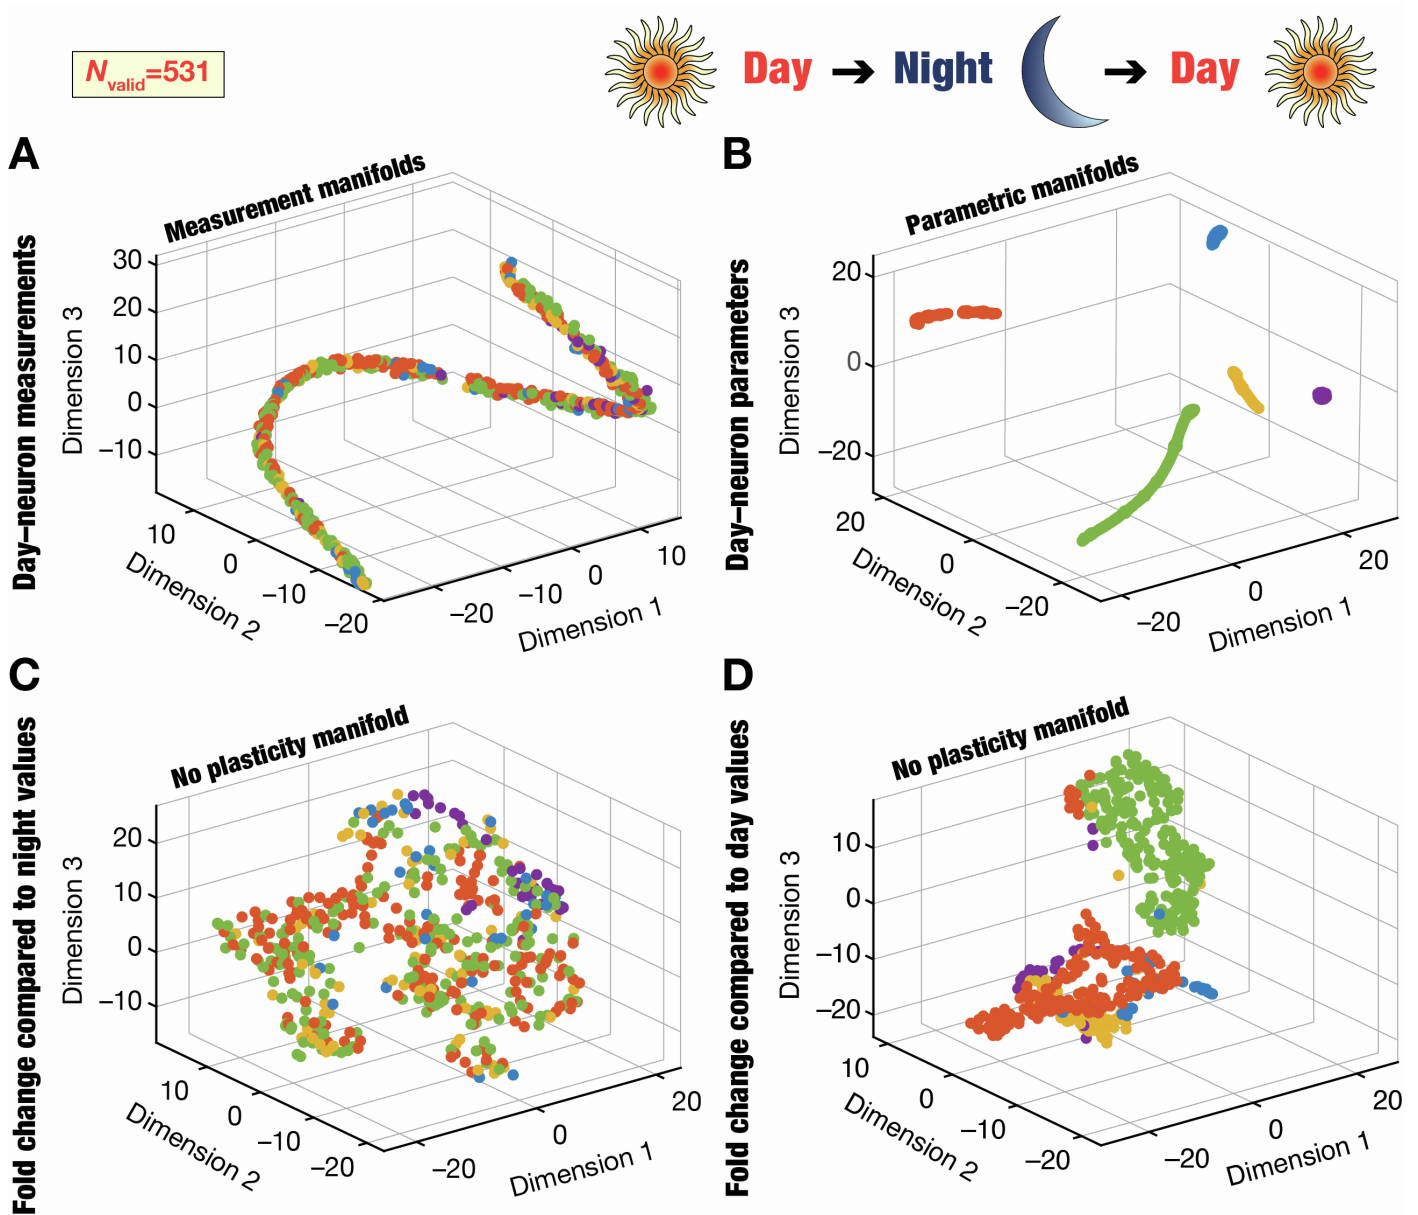 N valid=531
Day → Night → Day
A
Measurement manifolds
Day–neuron measurements
Dimension 3
30
20
10
0
−10
10
0
−10
−20
Dimension 2
−20
−10
0
10
Dimension 1
B
Parametric manifolds
Day–neuron parameters
Dimension 3
20
0
−20
20
0
−20
Dimension 2
−20
0
20
Dimension 1
C
No plasticity manifold
Fold change compared to night values
Dimension 3
20
10
0
−10
10
0
−10
−20
Dimension 2
−20
0
20
Dimension 1
D
No plasticity manifold
Fold change compared to day values
Dimension 3
10
0
−10
−20
10
0
−10
−20
Dimension 2
−20
0
20
Dimension 1